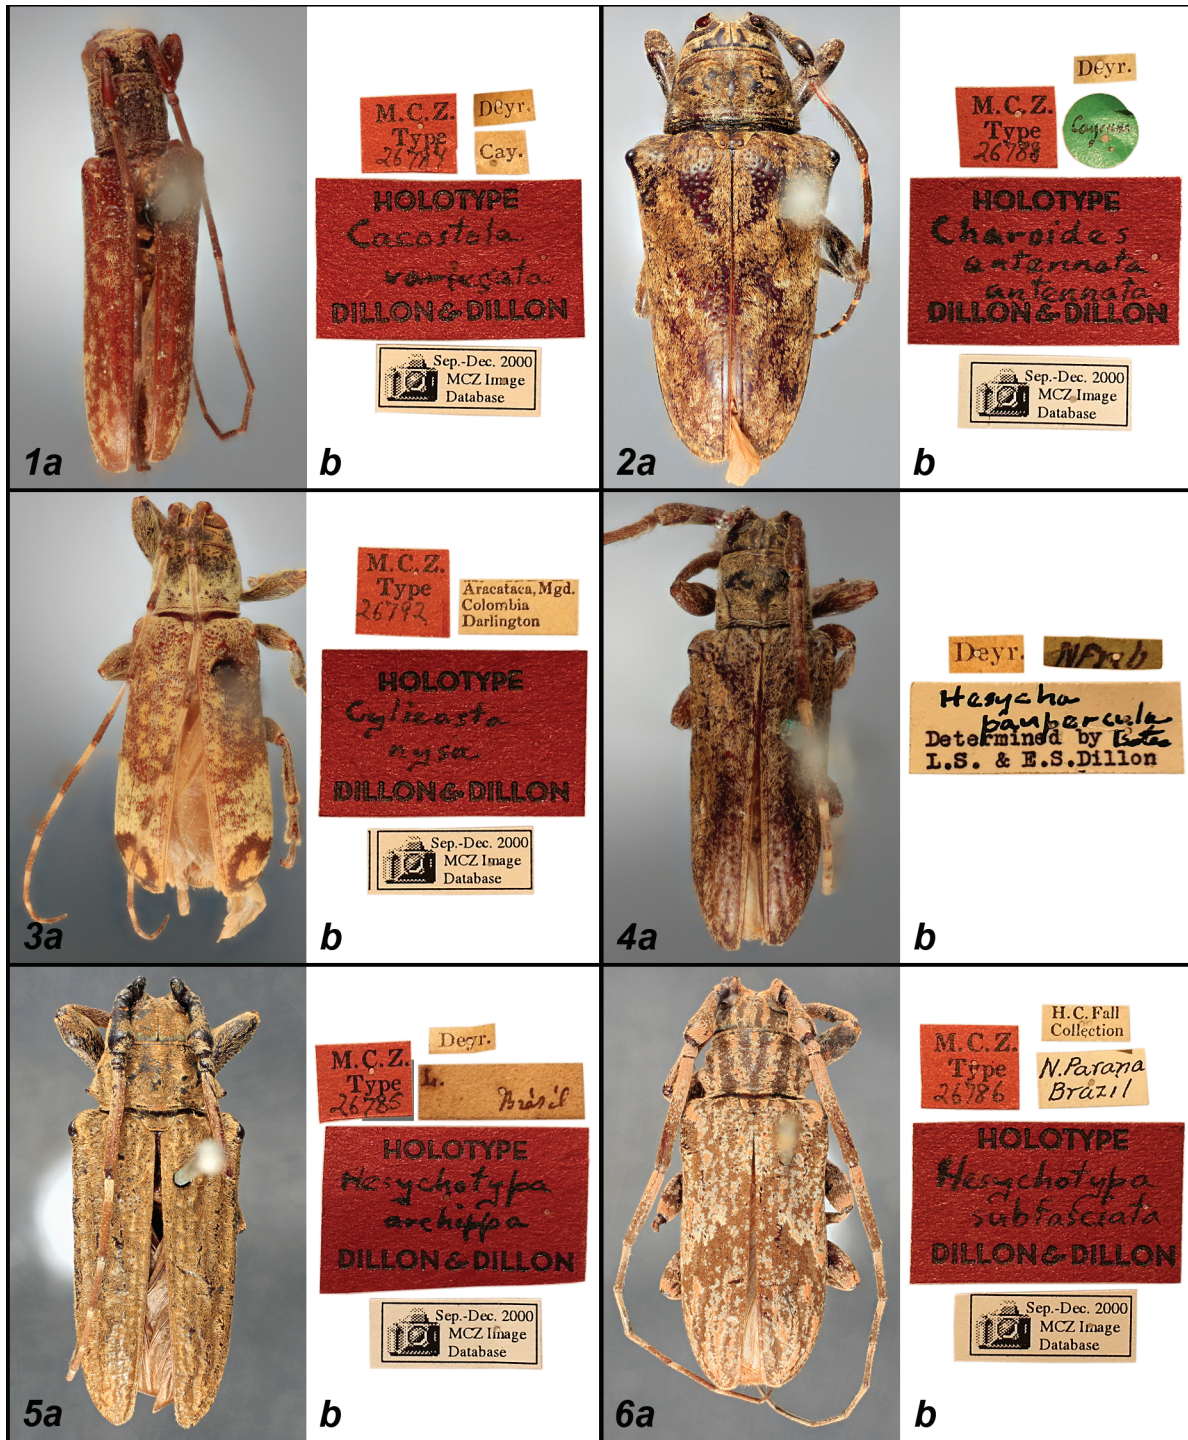 M.C.Z.
Type
26784
Deyr.
Cay.
HOLOTYPE
Cacostola
variegata
DILLON & DILLON
Sep.-Dec. 2000
MCZ Image
Database
1a
b
M.C.Z.
Type
26788
Deyr.
Cayenne
HOLOTYPE
Charoides
antennata
antennata
DILLON & DILLON
Sep.-Dec. 2000
MCZ Image
Database
2a
b
M.C.Z.
Type
26792
Aracataca, Mgd.
Colombia
Darlington
HOLOTYPE
Cylicasta
nysa
DILLON & DILLON
Sep.-Dec. 2000
MCZ Image
Database
3a
b
Deyr.
Hesycha
paupercula
Determined by
L.S. & E.S.Dillon
4a
b
M.C.Z.
Type
26785
Deyr.
L.
Brésil
HOLOTYPE
Hesychotypa
archippa
DILLON & DILLON
Sep.-Dec. 2000
MCZ Image
Database
5a
b
M.C.Z.
Type
26786
H.C. Fall
Collection
N. Parana
Brazil
HOLOTYPE
Hesychotypa
subfasciata
DILLON & DILLON
Sep.-Dec. 2000
MCZ Image
Database
6a
b